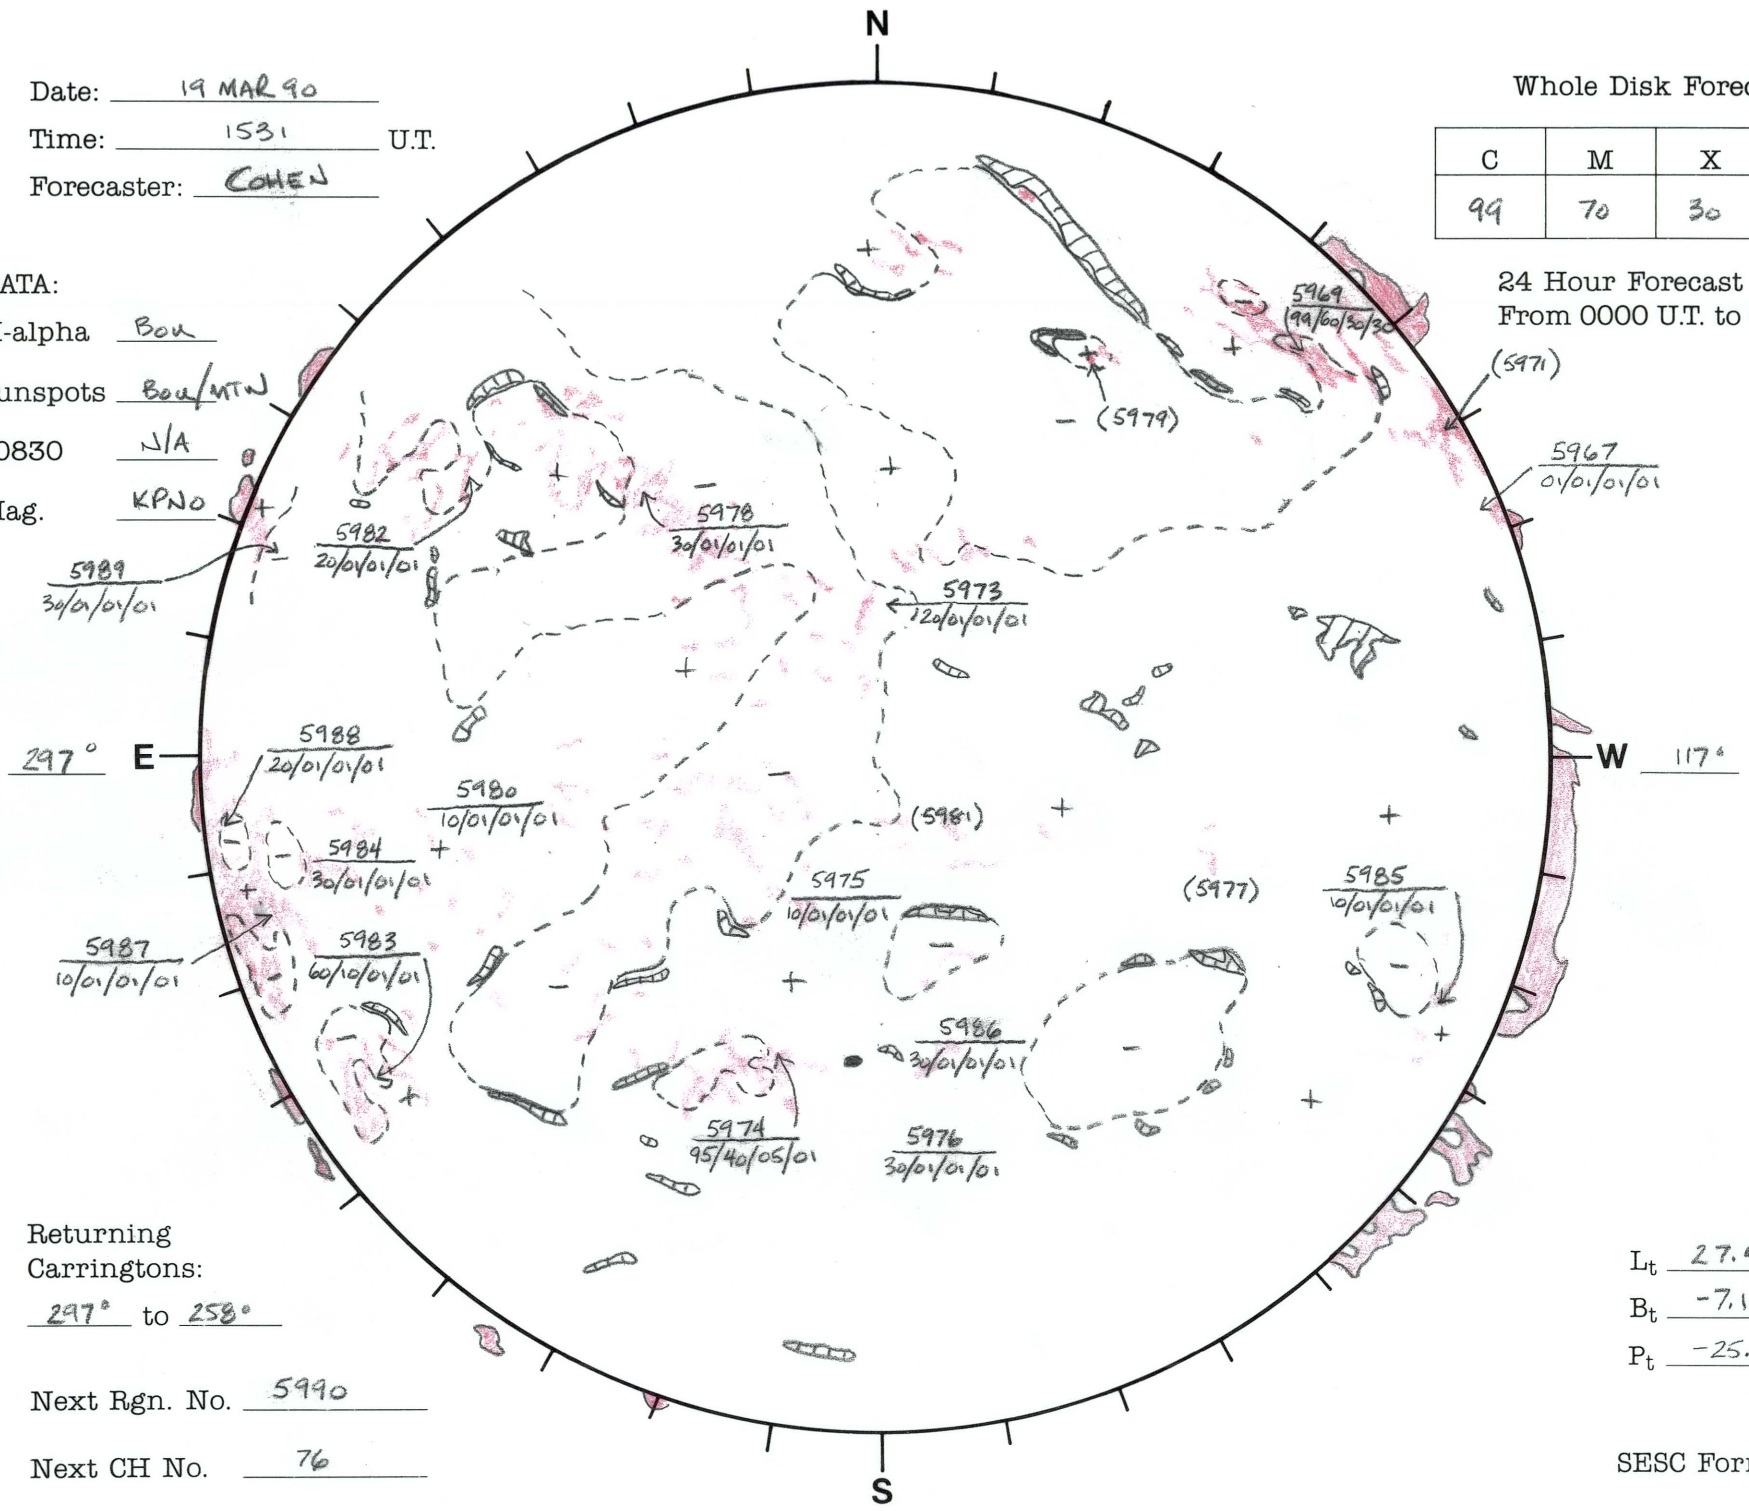 N
Date: 19 MAR 90
Time: 1531 U.T.
Forecaster: COHEN
Whole Disk Forec
C M X
99 70 30
24 Hour Forecast
From 0000 U.T. to
ATA:
-alpha Bou
unspots Bou/MTN
0830 N/A
ag. KPNO
5969
99/60/30/30
(5971)
(5979)
5967
01/01/01/01
5978
30/01/01/01
5982
20/01/01/01
5989
30/01/01/01
5973
20/01/01/01
297° E
W 117°
5988
20/01/01/01
5980
10/01/01/01
(5981)
5984
30/01/01/01
5975
10/01/01/01
(5977)
5985
10/01/01/01
5987
10/01/01/01
5983
60/10/01/01
5986
30/01/01/01
5974
95/40/05/01
5976
30/01/01/01
Returning
Carringtons:
297° to 258°
Lt 27.
Bt -7.1
Pt -25.
Next Rgn. No. 5990
Next CH No. 76
SESC For
S